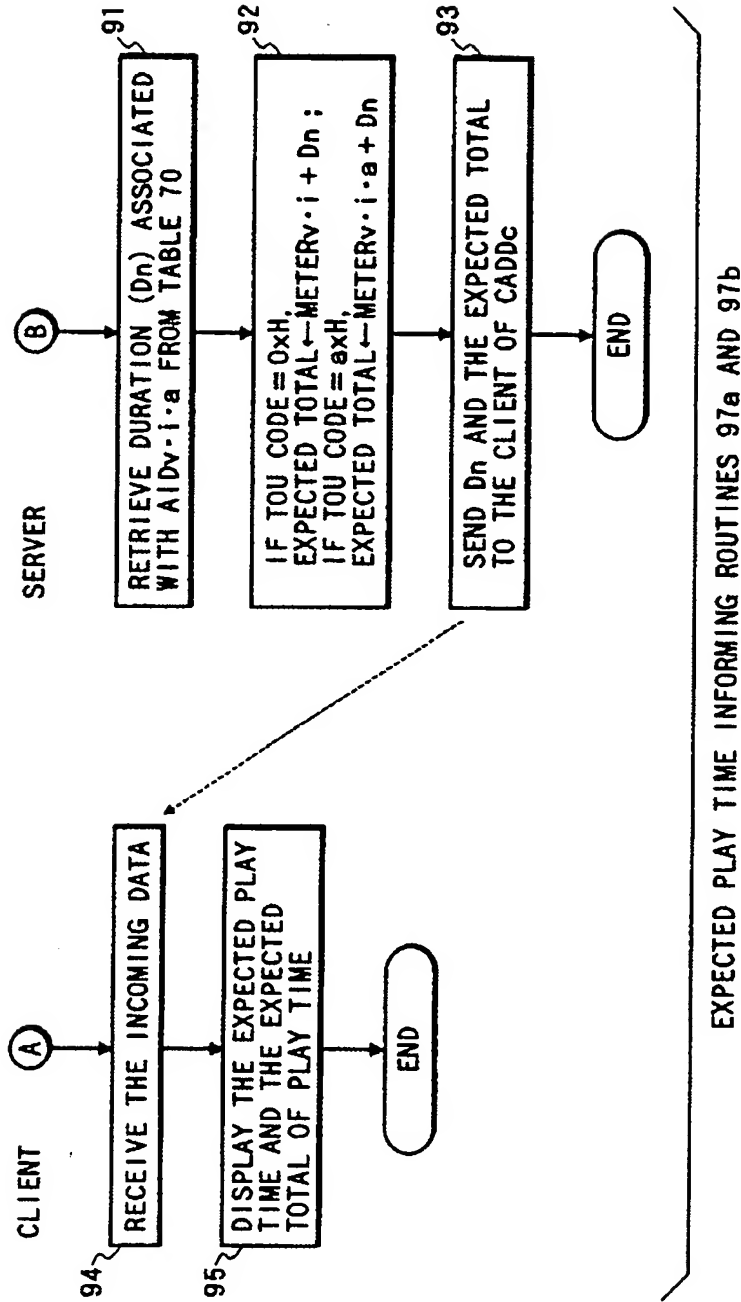 CLIENT
A
94
RECEIVE THE INCOMING DATA
95
DISPLAY THE EXPECTED PLAY
TIME AND THE EXPECTED
TOTAL OF PLAY TIME
END
SERVER
B
91
RETRIEVE DURATION (Dn) ASSOCIATED
WITH AIDv·i·a FROM TABLE 70
92
IF TOU CODE=0xH,
EXPECTED TOTAL←METERv·i+Dn;
IF TOU CODE=axH,
EXPECTED TOTAL←METERv·i·a+Dn
93
SEND Dn AND THE EXPECTED TOTAL
TO THE CLIENT OF CADDc
END
EXPECTED PLAY TIME INFORMING ROUTINES 97a AND 97b